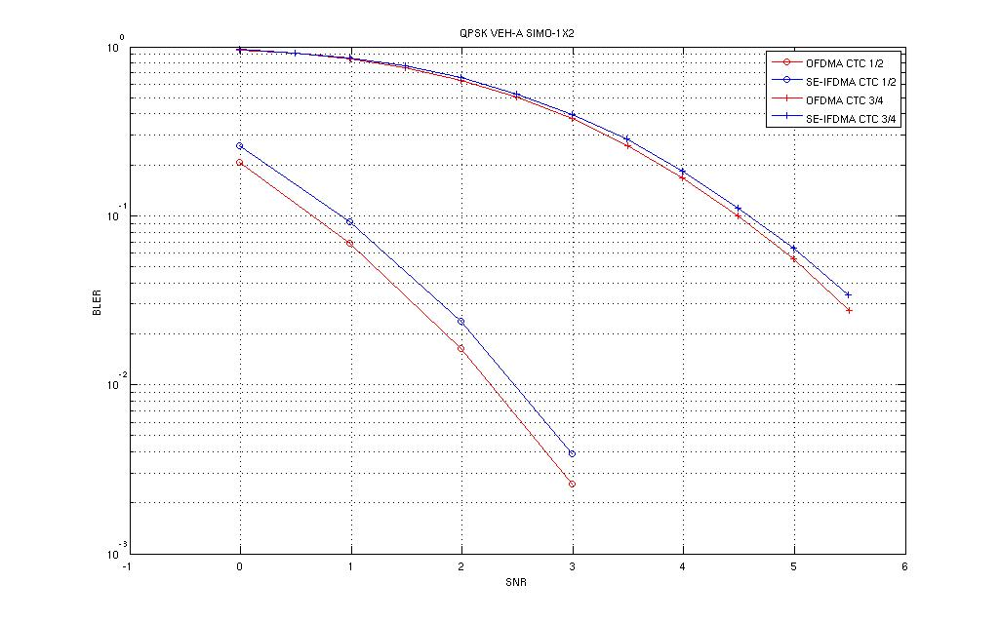 QPSK VEH-A SIMO-1X2
OFDMA CTC 1/2
SE-IFDMA CTC 1/2
OFDMA CTC 3/4
SE-IFDMA CTC 3/4
10^0
10^-1
10^-2
10^-3
BLER
-1 0 1 2 3 4 5 6
SNR